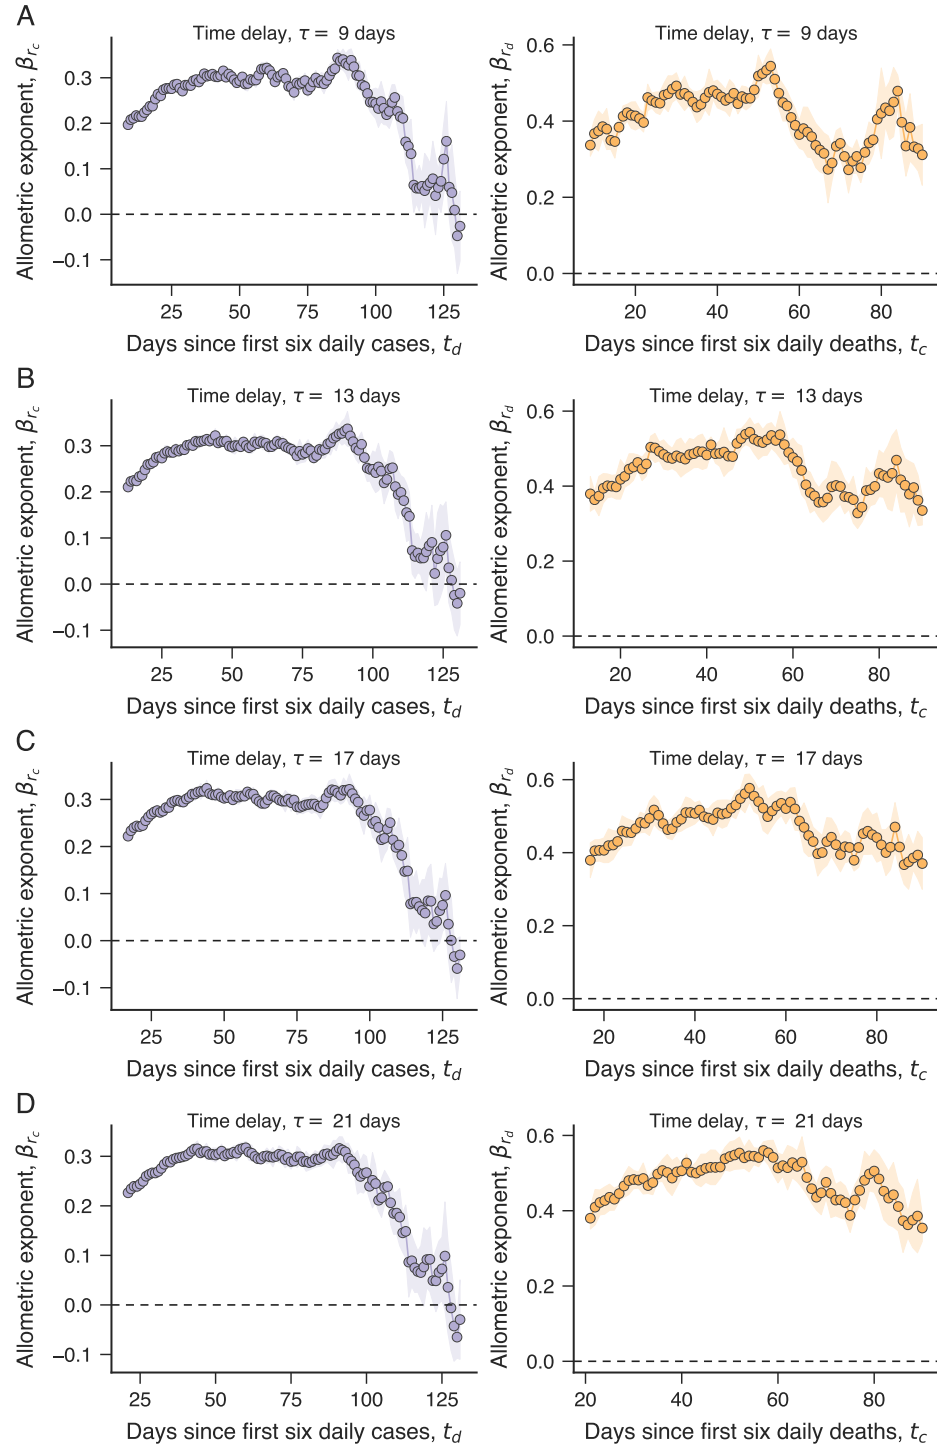 A
Time delay, τ = 9 days
Allometric exponent, β_{r_c}
0.3
0.2
0.1
0.0
−0.1
25 50 75 100 125
Days since first six daily cases, t_d
Time delay, τ = 9 days
Allometric exponent, β_{r_d}
0.6
0.4
0.2
0.0
20 40 60 80
Days since first six daily deaths, t_c
B
Time delay, τ = 13 days
Allometric exponent, β_{r_c}
0.3
0.2
0.1
0.0
−0.1
25 50 75 100 125
Days since first six daily cases, t_d
Time delay, τ = 13 days
Allometric exponent, β_{r_d}
0.6
0.4
0.2
0.0
20 40 60 80
Days since first six daily deaths, t_c
C
Time delay, τ = 17 days
Allometric exponent, β_{r_c}
0.3
0.2
0.1
0.0
−0.1
25 50 75 100 125
Days since first six daily cases, t_d
Time delay, τ = 17 days
Allometric exponent, β_{r_d}
0.6
0.4
0.2
0.0
20 40 60 80
Days since first six daily deaths, t_c
D
Time delay, τ = 21 days
Allometric exponent, β_{r_c}
0.3
0.2
0.1
0.0
−0.1
25 50 75 100 125
Days since first six daily cases, t_d
Time delay, τ = 21 days
Allometric exponent, β_{r_d}
0.6
0.4
0.2
0.0
20 40 60 80
Days since first six daily deaths, t_c